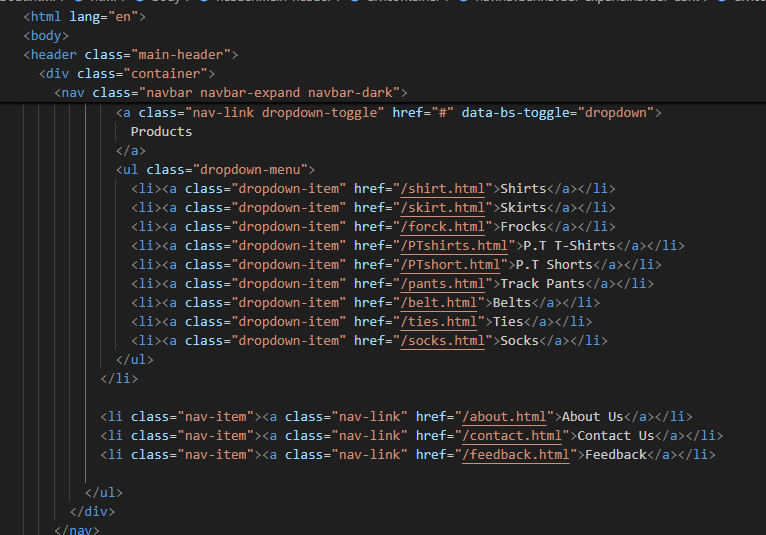 <html lang="en">
<body>
<header class="main-header">
<div class="container">
<nav class="navbar navbar-expand navbar-dark">
<a class="nav-link dropdown-toggle" href="#" data-bs-toggle="dropdown">
Products
</a>
<ul class="dropdown-menu">
<li><a class="dropdown-item" href="/shirt.html">Shirts</a></li>
<li><a class="dropdown-item" href="/skirt.html">Skirts</a></li>
<li><a class="dropdown-item" href="/forck.html">Frocks</a></li>
<li><a class="dropdown-item" href="/PTshirts.html">P.T T-Shirts</a></li>
<li><a class="dropdown-item" href="/PTshort.html">P.T Shorts</a></li>
<li><a class="dropdown-item" href="/pants.html">Track Pants</a></li>
<li><a class="dropdown-item" href="/belt.html">Belts</a></li>
<li><a class="dropdown-item" href="/ties.html">Ties</a></li>
<li><a class="dropdown-item" href="/socks.html">Socks</a></li>
</ul>
</li>
<li class="nav-item"><a class="nav-link" href="/about.html">About Us</a></li>
<li class="nav-item"><a class="nav-link" href="/contact.html">Contact Us</a></li>
<li class="nav-item"><a class="nav-link" href="/feedback.html">Feedback</a></li>
</ul>
</div>
</nav>